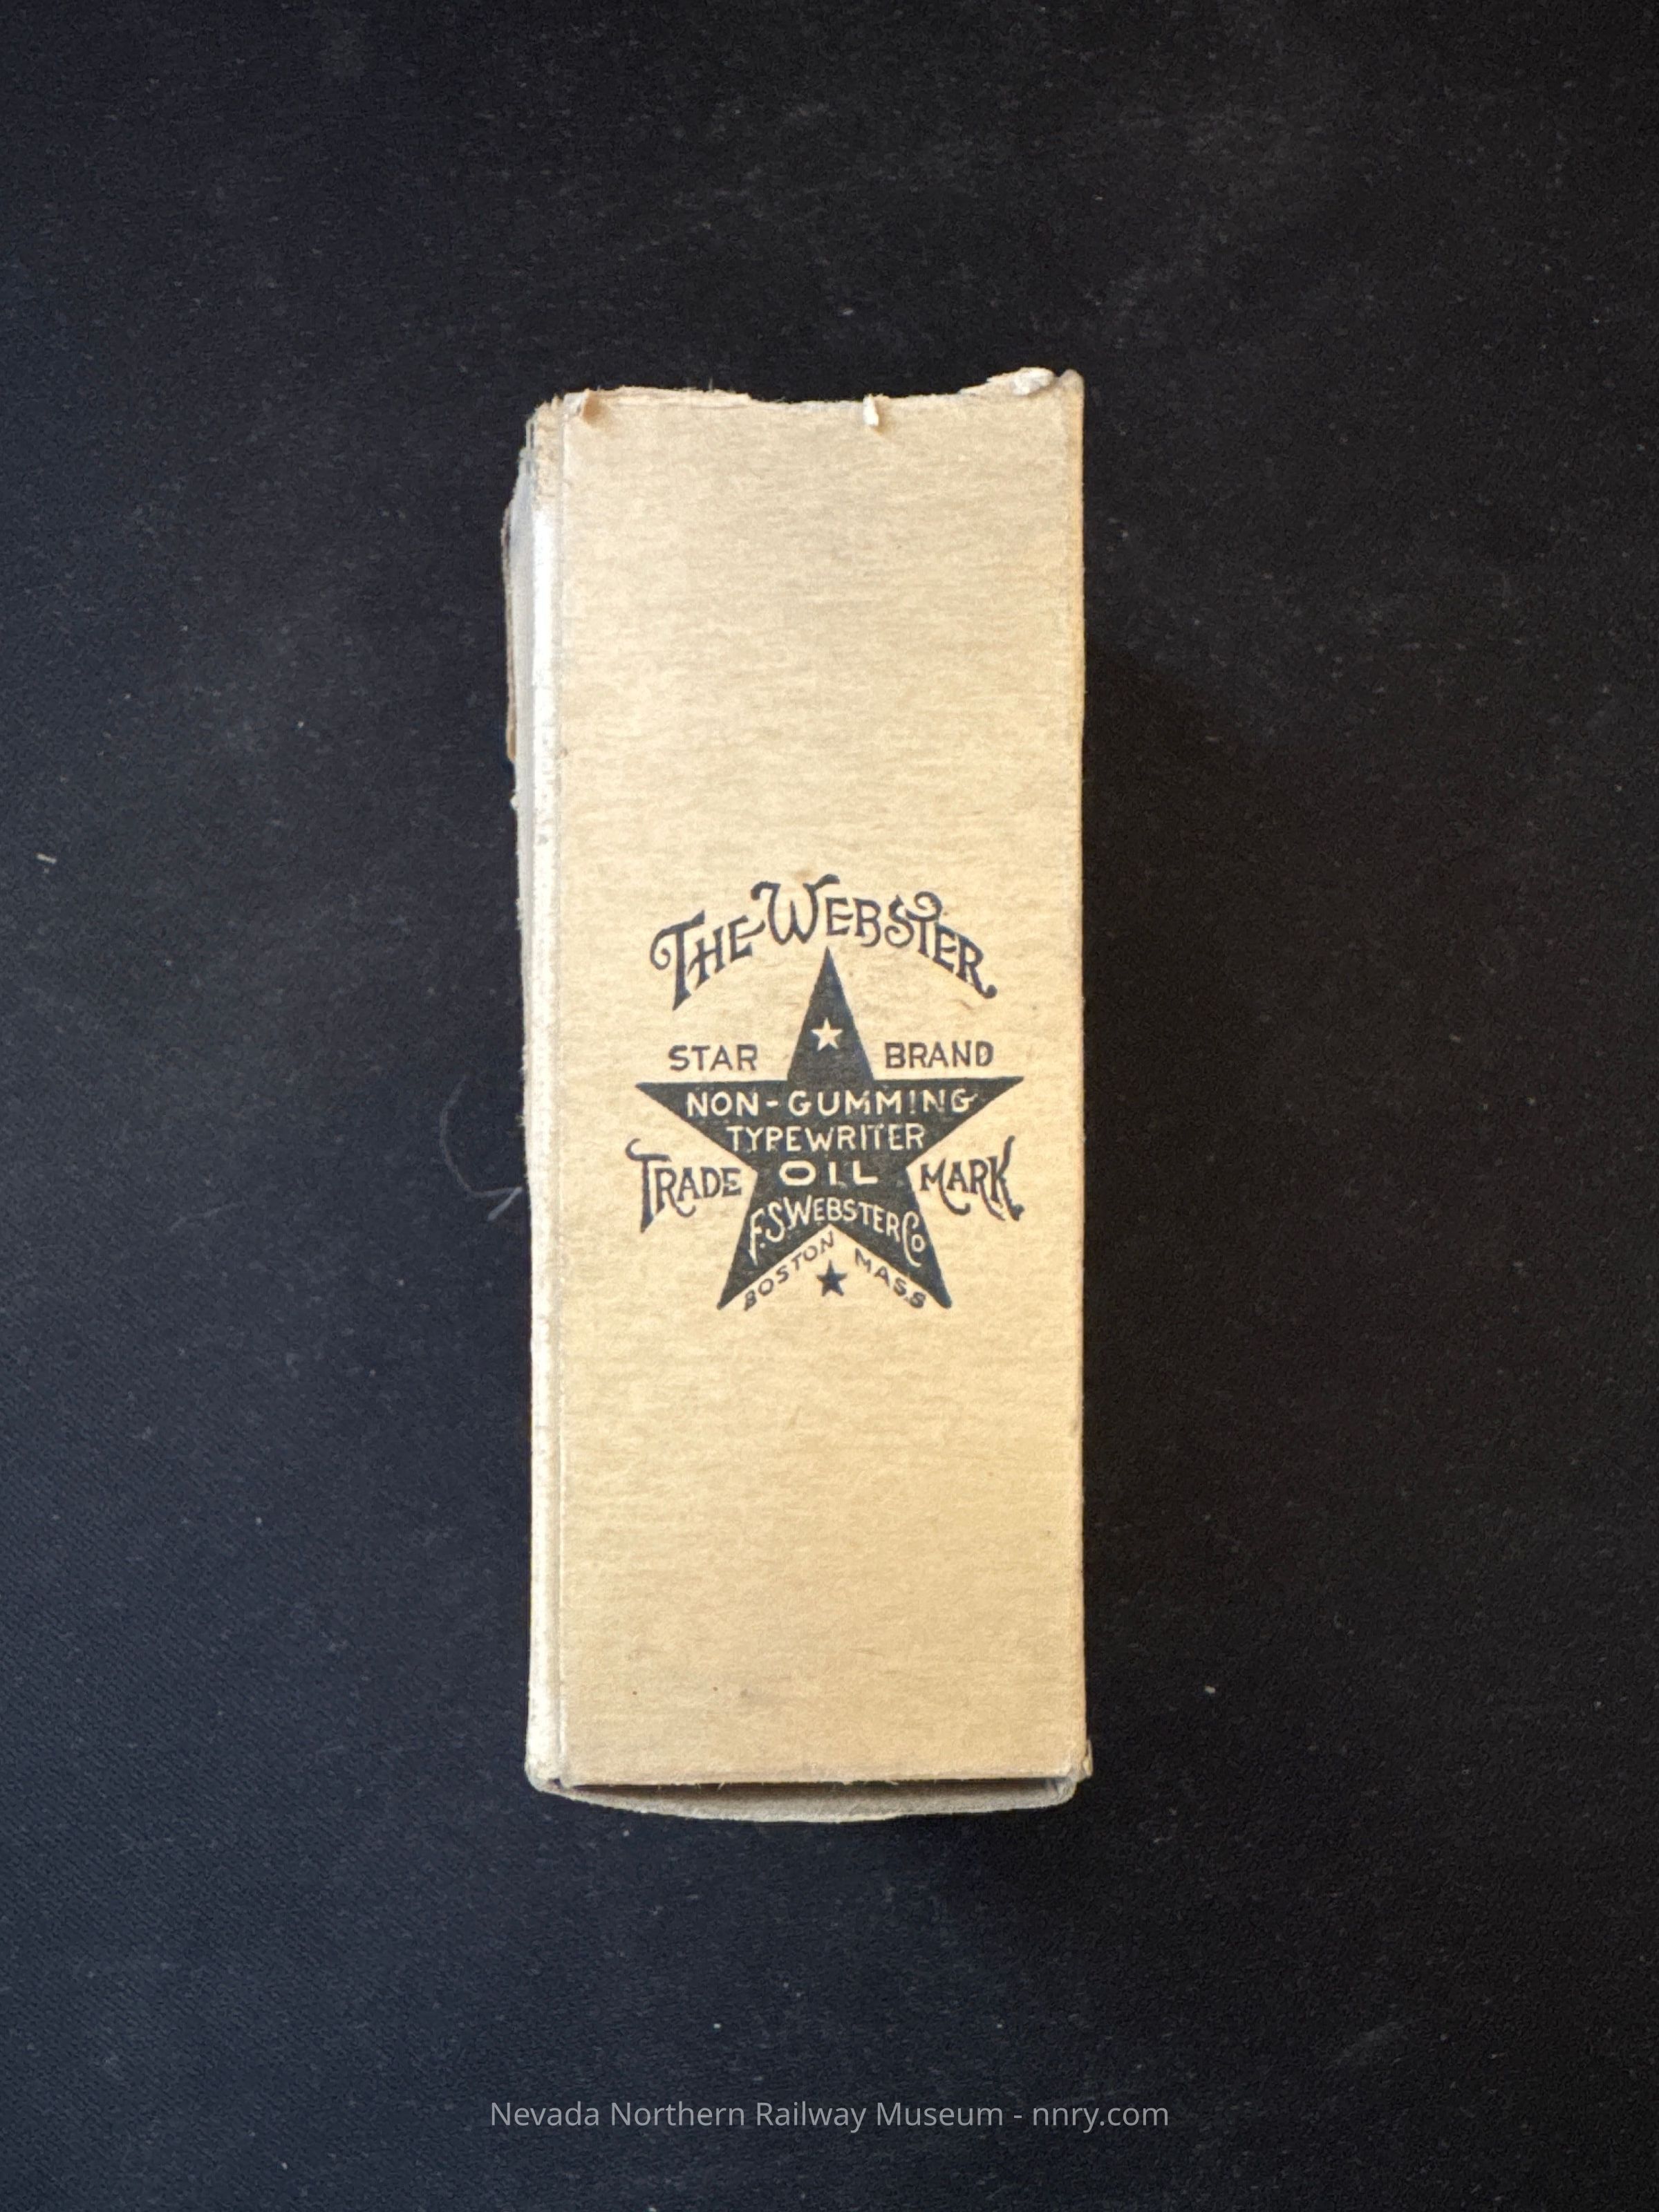 THE WEBSTER
STAR BRAND
NON-GUMMING
TYPEWRITER
TRADE OIL MARK
F.S. WEBSTER Co
BOSTON MASS
Nevada Northern Railway Museum - nnry.com